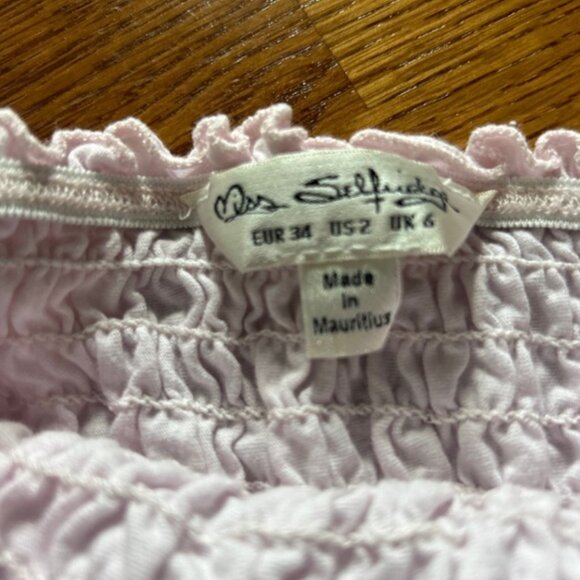 Miss Selfridge
EUR 34 US 2 UK 6
Made
in
Mauritius